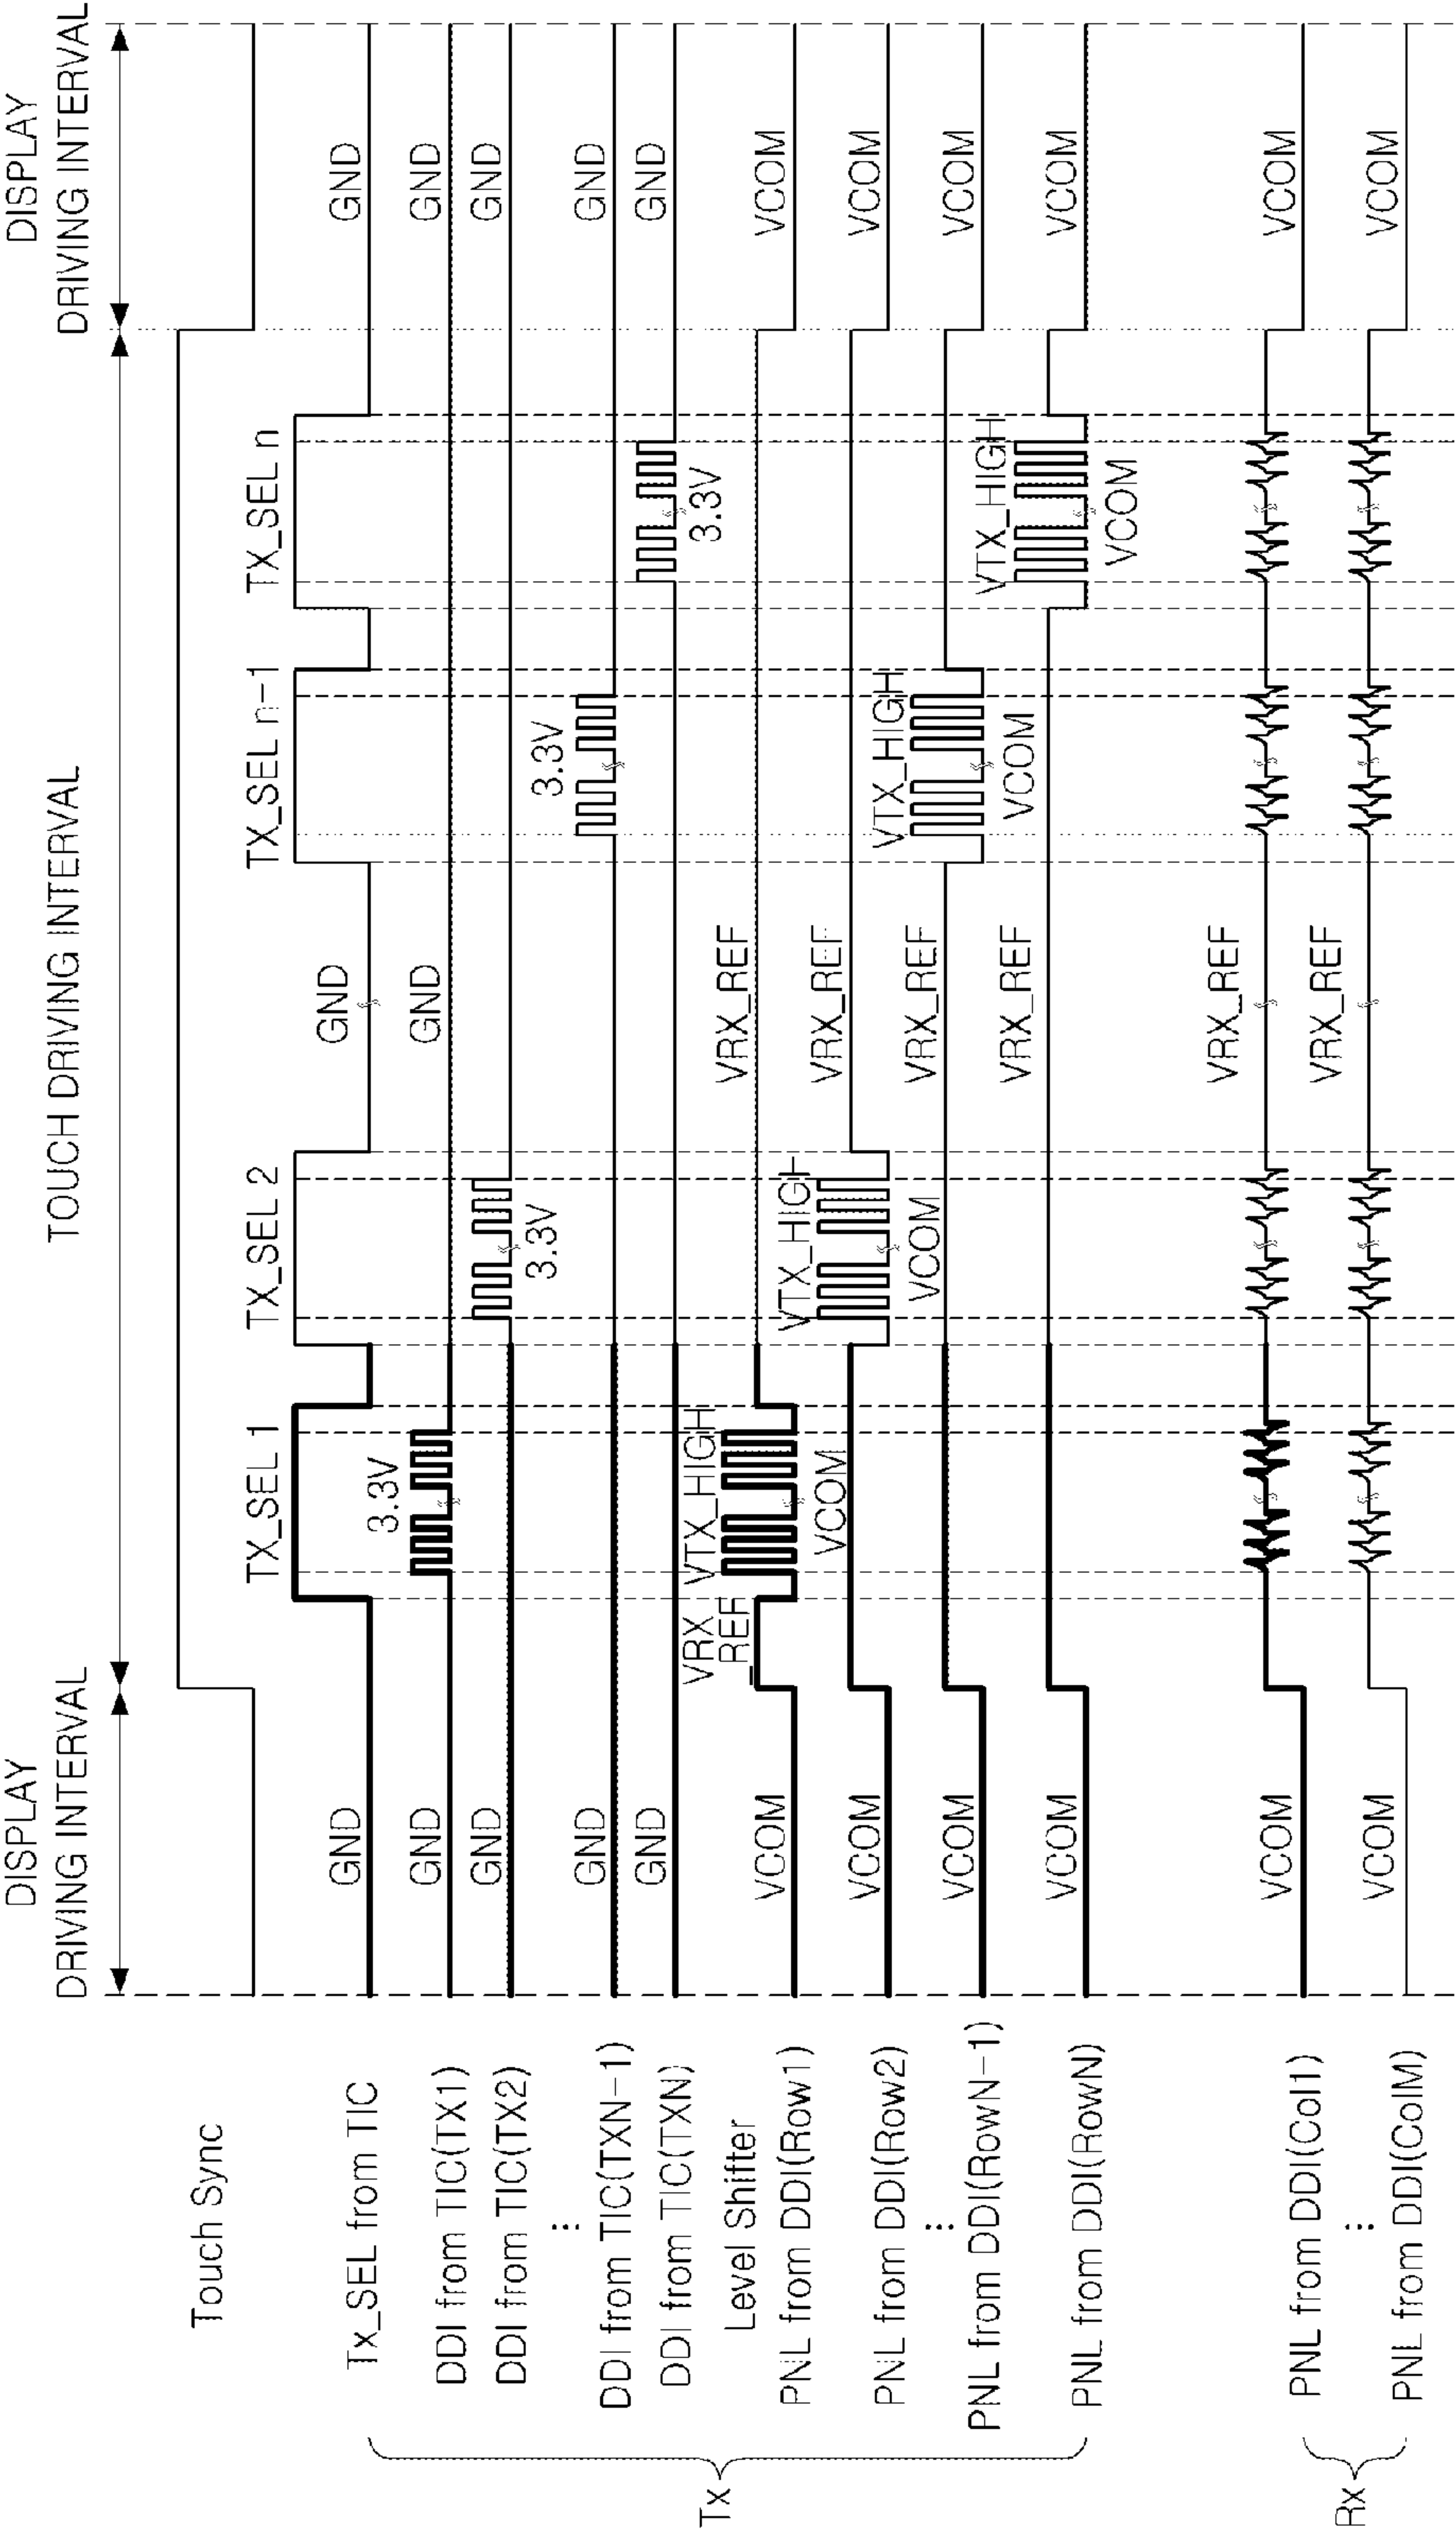 DISPLAY
DRIVING INTERVAL
TOUCH DRIVING INTERVAL
DISPLAY
DRIVING INTERVAL
Touch Sync
TX_SEL 1
TX_SEL 2
TX_SEL n-1
TX_SEL n
Tx_SEL from TIC
GND
GND
GND
DDI from TIC(TX1)
GND
3.3V
GND
GND
DDI from TIC(TX2)
GND
3.3V
GND
⋮
DDI from TIC(TXN-1)
GND
3.3V
GND
DDI from TIC(TXN)
GND
3.3V
GND
Level Shifter
PNL from DDI(Row1)
VCOM
VRX
_REF
VTX_HIGH
VCOM
VRX_REF
VCOM
PNL from DDI(Row2)
VCOM
VTX_HIGH
VCOM
VRX_REF
VCOM
⋮
PNL from DDI(RowN-1)
VCOM
VRX_REF
VTX_HIGH
VCOM
VCOM
PNL from DDI(RowN)
VCOM
VRX_REF
VTX_HIGH
VCOM
VCOM
Tx
PNL from DDI(Col1)
VCOM
VRX_REF
VCOM
⋮
PNL from DDI(ColM)
VCOM
VRX_REF
VCOM
Rx